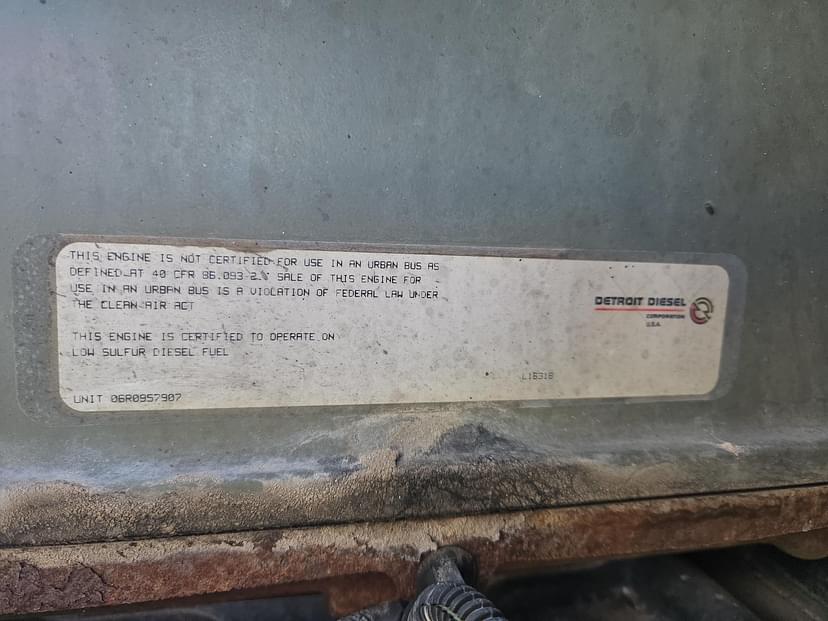 THIS ENGINE IS NOT CERTIFIED FOR USE IN AN URBAN BUS AS
DEFINED AT 40 CFR 86.093-2. SALE OF THIS ENGINE FOR
USE IN AN URBAN BUS IS A VIOLATION OF FEDERAL LAW UNDER
THE CLEAN AIR ACT
THIS ENGINE IS CERTIFIED TO OPERATE ON
LOW SULFUR DIESEL FUEL
UNIT 06R0957907
L16316
DETROIT DIESEL
CORPORATION
U.S.A.